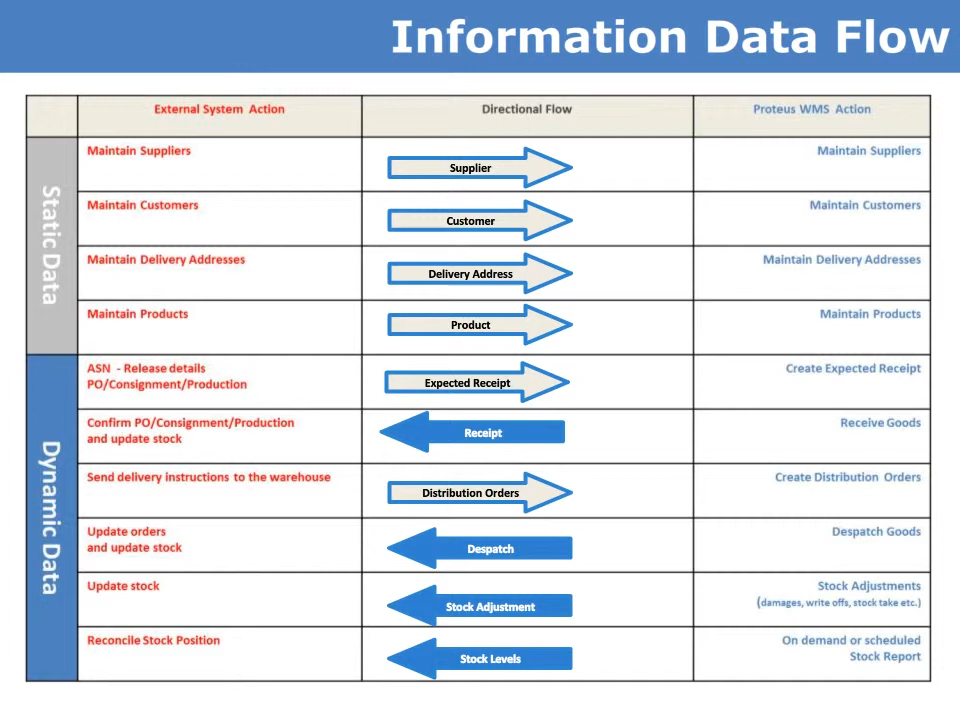 Information Data Flow
External System Action
Directional Flow
Proteus WMS Action
Static Data
Maintain Suppliers
Supplier
Maintain Suppliers
Maintain Customers
Customer
Maintain Customers
Maintain Delivery Addresses
Delivery Address
Maintain Delivery Addresses
Maintain Products
Product
Maintain Products
Dynamic Data
ASN - Release details
PO/Consignment/Production
Expected Receipt
Create Expected Receipt
Confirm PO/Consignment/Production
and update stock
Receipt
Receive Goods
Send delivery instructions to the warehouse
Distribution Orders
Create Distribution Orders
Update orders
and update stock
Despatch
Despatch Goods
Update stock
Stock Adjustment
Stock Adjustments
(damages, write offs, stock take etc.)
Reconcile Stock Position
Stock Levels
On demand or scheduled
Stock Report